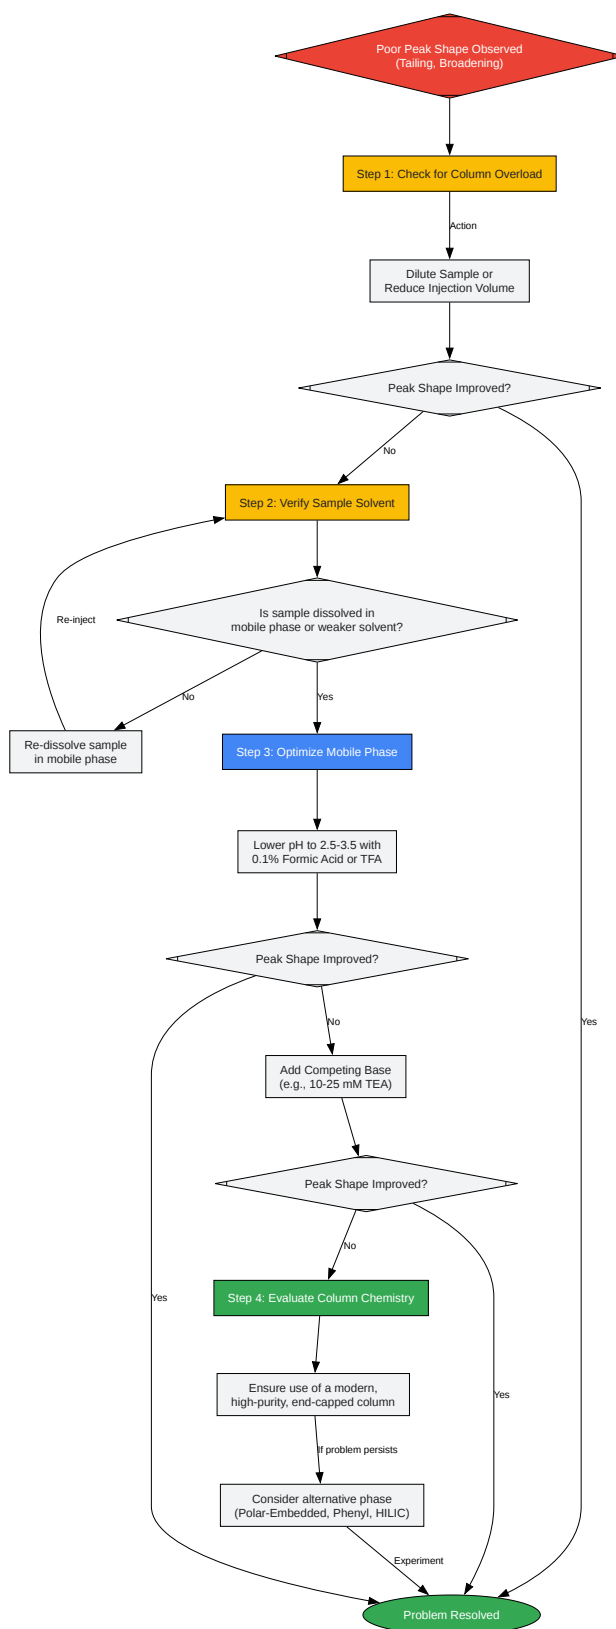 Poor Peak Shape Observed
(Tailing, Broadening)
Step 1: Check for Column Overload
Action
Dilute Sample or
Reduce Injection Volume
Peak Shape Improved?
No
Step 2: Verify Sample Solvent
Is sample dissolved in
mobile phase or weaker solvent?
Re-inject
No
Yes
Re-dissolve sample
in mobile phase
Step 3: Optimize Mobile Phase
Lower pH to 2.5-3.5 with
0.1% Formic Acid or TFA
Peak Shape Improved?
No
Yes
Add Competing Base
(e.g., 10-25 mM TEA)
Peak Shape Improved?
No
Yes
Step 4: Evaluate Column Chemistry
Ensure use of a modern,
high-purity, end-capped column
Yes
If problem persists
Consider alternative phase
(Polar-Embedded, Phenyl, HILIC)
Experiment
Problem Resolved